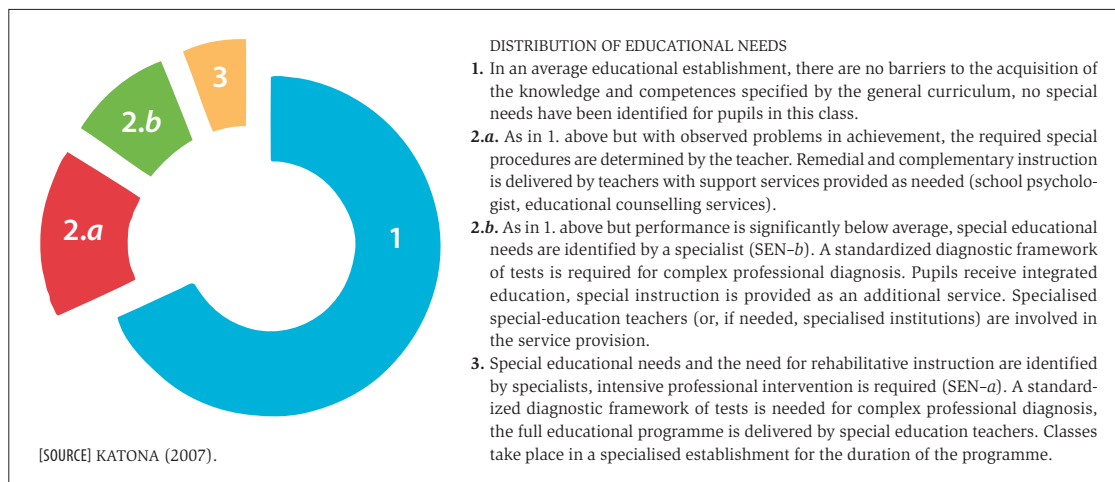 3
2.b
2.a
1
DISTRIBUTION OF EDUCATIONAL NEEDS
1. In an average educational establishment, there are no barriers to the acquisition of
the knowledge and competences specified by the general curriculum, no special
needs have been identified for pupils in this class.
2.a. As in 1. above but with observed problems in achievement, the required special
procedures are determined by the teacher. Remedial and complementary instruction
is delivered by teachers with support services provided as needed (school psycholo-
gist, educational counselling services).
2.b. As in 1. above but performance is significantly below average, special educational
needs are identified by a specialist (SEN–b). A standardized diagnostic framework
of tests is required for complex professional diagnosis. Pupils receive integrated
education, special instruction is provided as an additional service. Specialised
special-education teachers (or, if needed, specialised institutions) are involved in
the service provision.
3. Special educational needs and the need for rehabilitative instruction are identified
by specialists, intensive professional intervention is required (SEN–a). A standard-
ized diagnostic framework of tests is needed for complex professional diagnosis,
the full educational programme is delivered by special education teachers. Classes
take place in a specialised establishment for the duration of the programme.
[SOURCE] KATONA (2007).